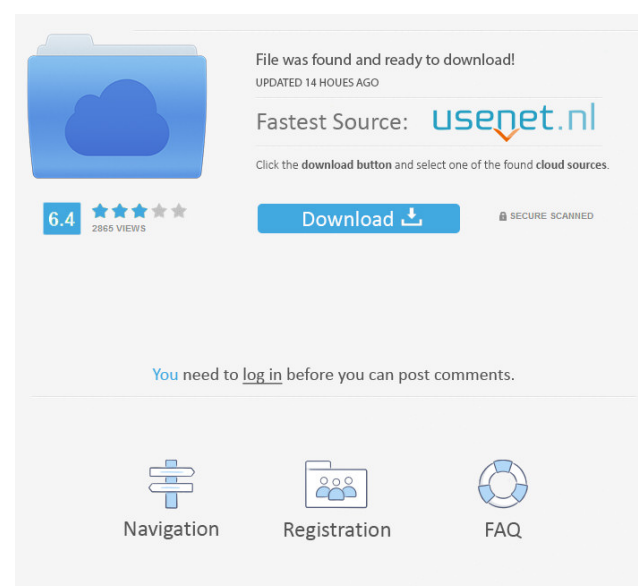 File was found and ready to download!
UPDATED 14 HOUES AGO
Fastest Source: usenet.nl
Click the download button and select one of the found cloud sources.
6.4
2865 VIEWS
Download
SECURE SCANNED
You need to log in before you can post comments.
Navigation
Registration
FAQ